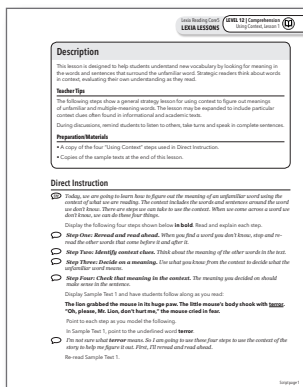 Lexia Reading Core5
LEXIA LESSONS
LEVEL 12 | Comprehension
Using Context, Lesson 1
Description
This lesson is designed to help students understand new vocabulary by looking for meaning in
the words and sentences that surround the unfamiliar word. Strategic readers think about words
in context, evaluating their own understanding as they read.
Teacher Tips
The following steps show a general strategy lesson for using context to figure out meanings
of unfamiliar and multiple-meaning words. The lesson may be expanded to include particular
context clues often found in informational and academic texts.
During discussions, remind students to listen to others, take turns and speak in complete sentences.
Preparation/Materials
• A copy of the four "Using Context" steps used in Direct Instruction.
• Copies of the sample texts at the end of this lesson.
Direct Instruction
Today, we are going to learn how to figure out the meaning of an unfamiliar word using the
context of what we are reading. The context includes the words and sentences around the word
we don't know. There are steps we can take to use the context. When we come across a word we
don't know, we can do these four things.
Display the following four steps shown below in bold. Read and explain each step.
Step One: Reread and read ahead. When you find a word you don't know, stop and re-
read the other words that come before it and after it.
Step Two: Identify context clues. Think about the meaning of the other words in the text.
Step Three: Decide on a meaning. Use what you know from the context to decide what the
unfamiliar word means.
Step Four: Check that meaning in the context. The meaning you decided on should
make sense in the sentence.
Display Sample Text 1 and have students follow along as you read:
The lion grabbed the mouse in its huge paw. The little mouse's body shook with terror.
"Oh, please, Mr. Lion, don't hurt me," the mouse cried in fear.
Point to each step as you model the following.
In Sample Text 1, point to the underlined word terror.
I'm not sure what terror means. So I am going to use these four steps to use the context of the
story to help me figure it out. First, I'll reread and read ahead.
Re-read Sample Text 1.
Script page 1